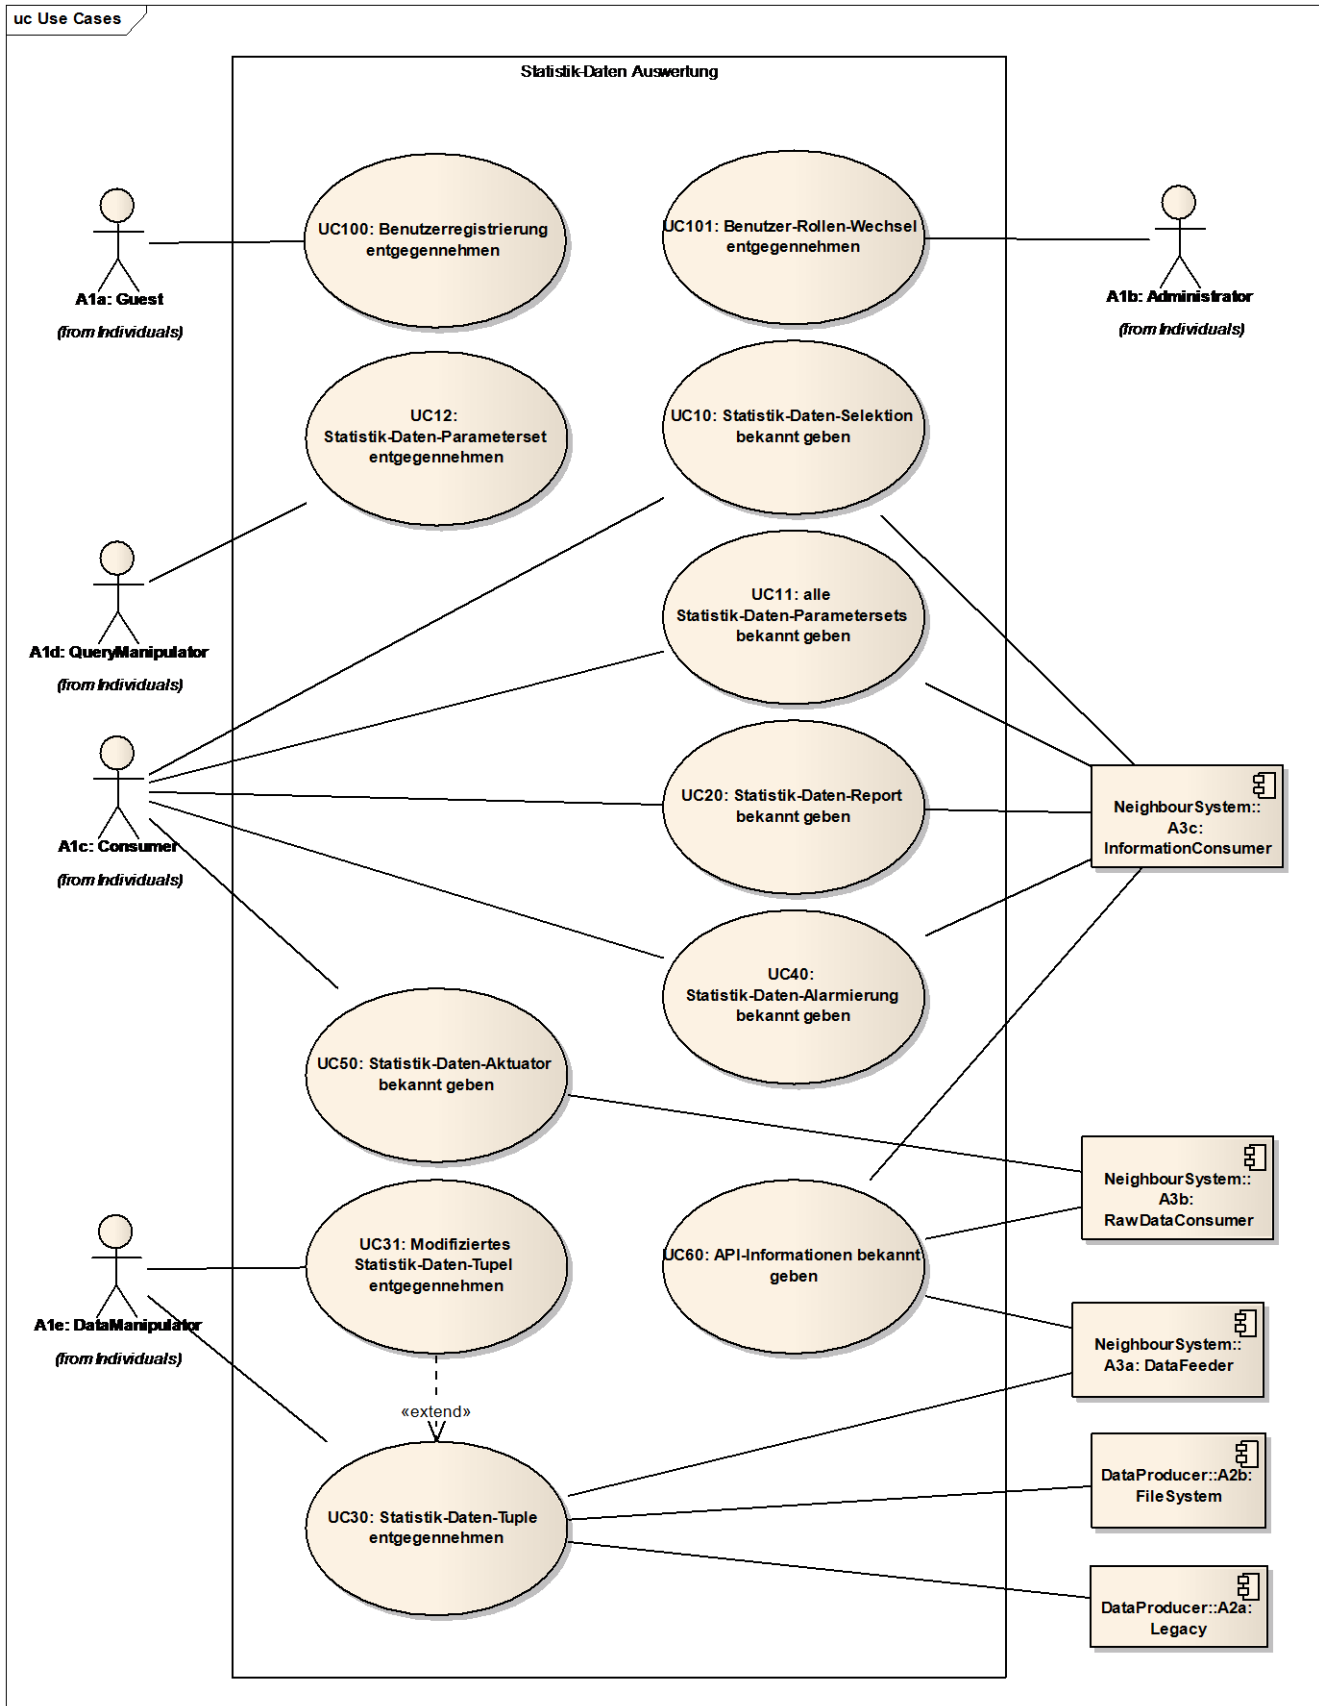 uc Use Cases
Statistik-Daten Auswertung
UC100: Benutzerregistrierung
entgegennehmen
UC101: Benutzer-Rollen-Wechsel
entgegennehmen
A1a: Guest
(from Individuals)
A1b: Administrator
(from Individuals)
UC12:
Statistik-Daten-Parameterset
entgegennehmen
UC10: Statistik-Daten-Selektion
bekannt geben
A1d: QueryManipulator
(from Individuals)
UC11: alle
Statistik-Daten-Parametersets
bekannt geben
A1c: Consumer
(from Individuals)
UC20: Statistik-Daten-Report
bekannt geben
NeighbourSystem::
A3c:
InformationConsumer
UC40:
Statistik-Daten-Alarmierung
bekannt geben
UC50: Statistik-Daten-Aktuator
bekannt geben
NeighbourSystem::
A3b:
RawDataConsumer
UC31: Modifiziertes
Statistik-Daten-Tupel
entgegennehmen
UC60: API-Informationen bekannt
geben
A1e: DataManipulator
(from Individuals)
NeighbourSystem::
A3a: DataFeeder
«extend»
DataProducer::A2b:
FileSystem
UC30: Statistik-Daten-Tuple
entgegennehmen
DataProducer::A2a:
Legacy